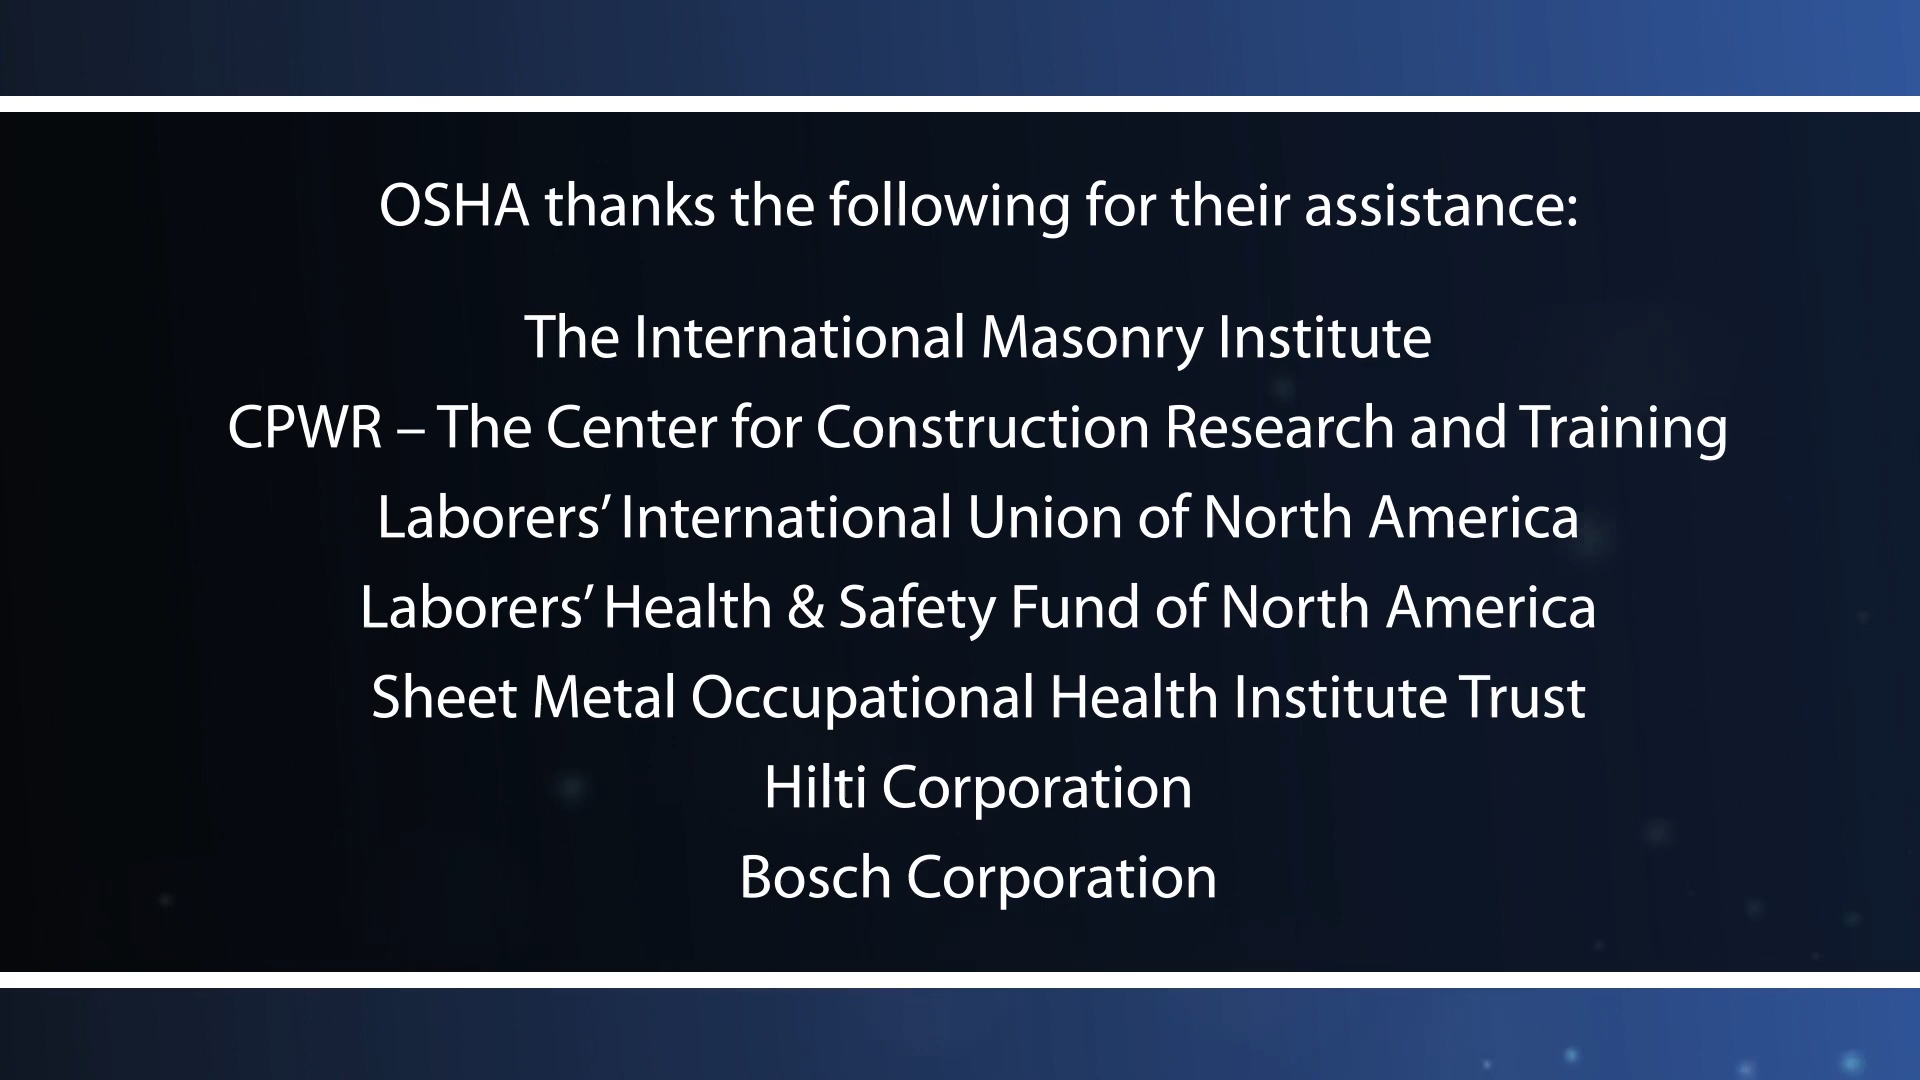 OSHA thanks the following for their assistance:
The International Masonry Institute
CPWR – The Center for Construction Research and Training
Laborers’ International Union of North America
Laborers’ Health & Safety Fund of North America
Sheet Metal Occupational Health Institute Trust
Hilti Corporation
Bosch Corporation